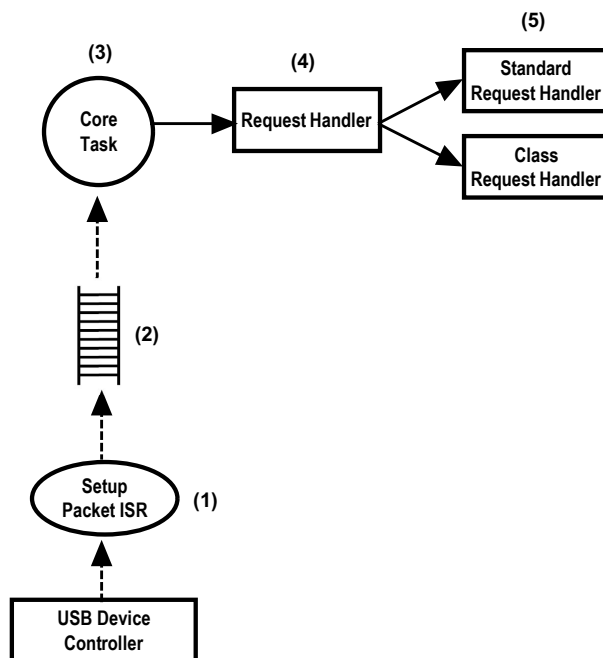 (5)
(3)
(4)
Standard
Request Handler
Core
Task
Request Handler
Class
Request Handler
(2)
Setup
Packet ISR
(1)
USB Device
Controller